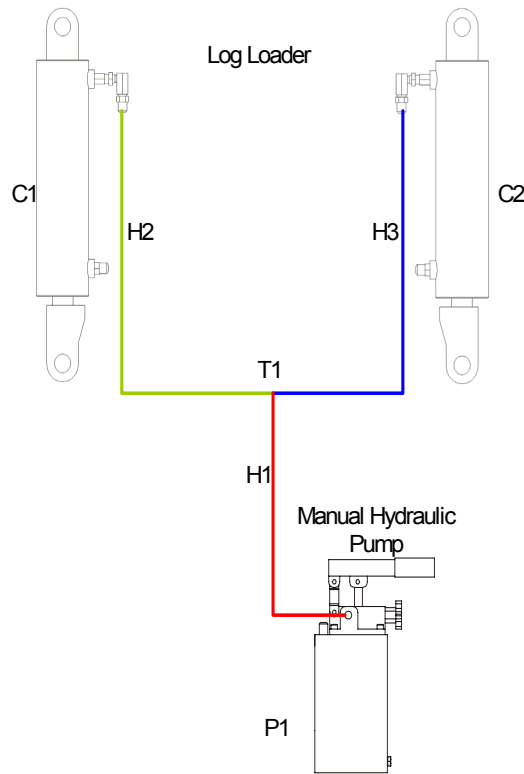 Log Loader
C1
C2
H2
H3
T1
H1
Manual Hydraulic
Pump
P1